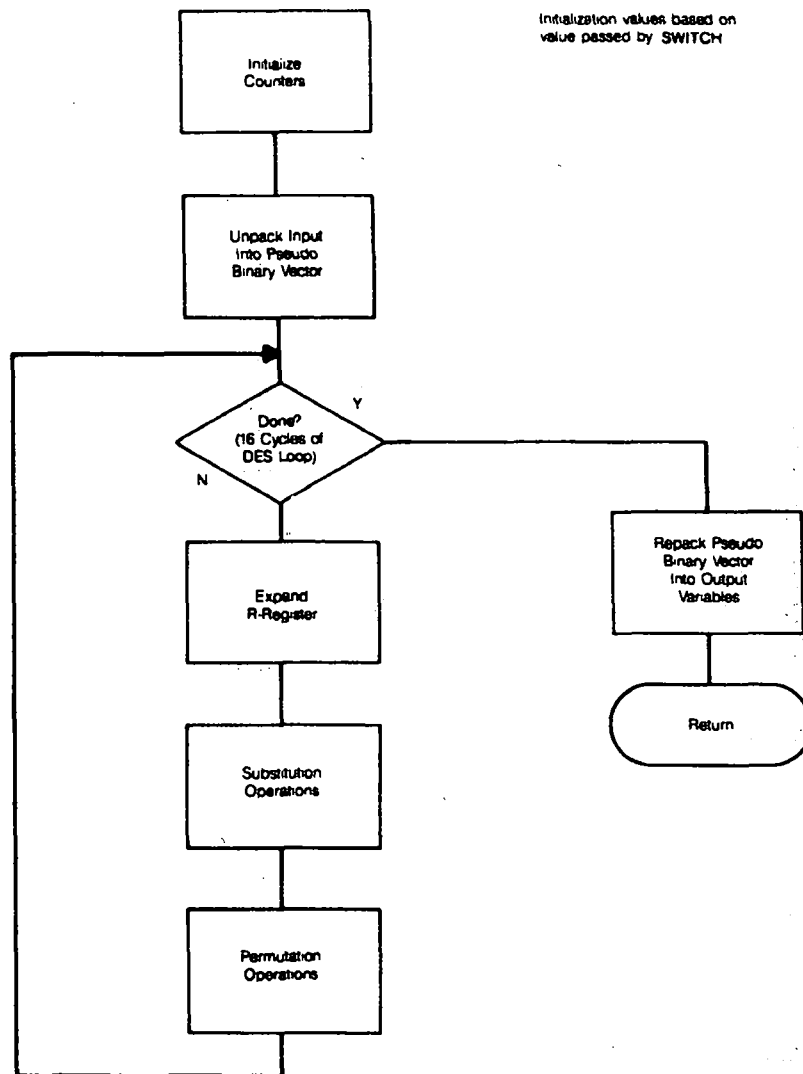 Initialization values based on
value passed by SWITCH
Initialize
Counters
Unpack Input
Into Pseudo
Binary Vector
Done?
(16 Cycles of
DES Loop)
Y
N
Expand
R-Register
Substitution
Operations
Permutation
Operations
Repack Pseudo
Binary Vector
Into Output
Variables
Return